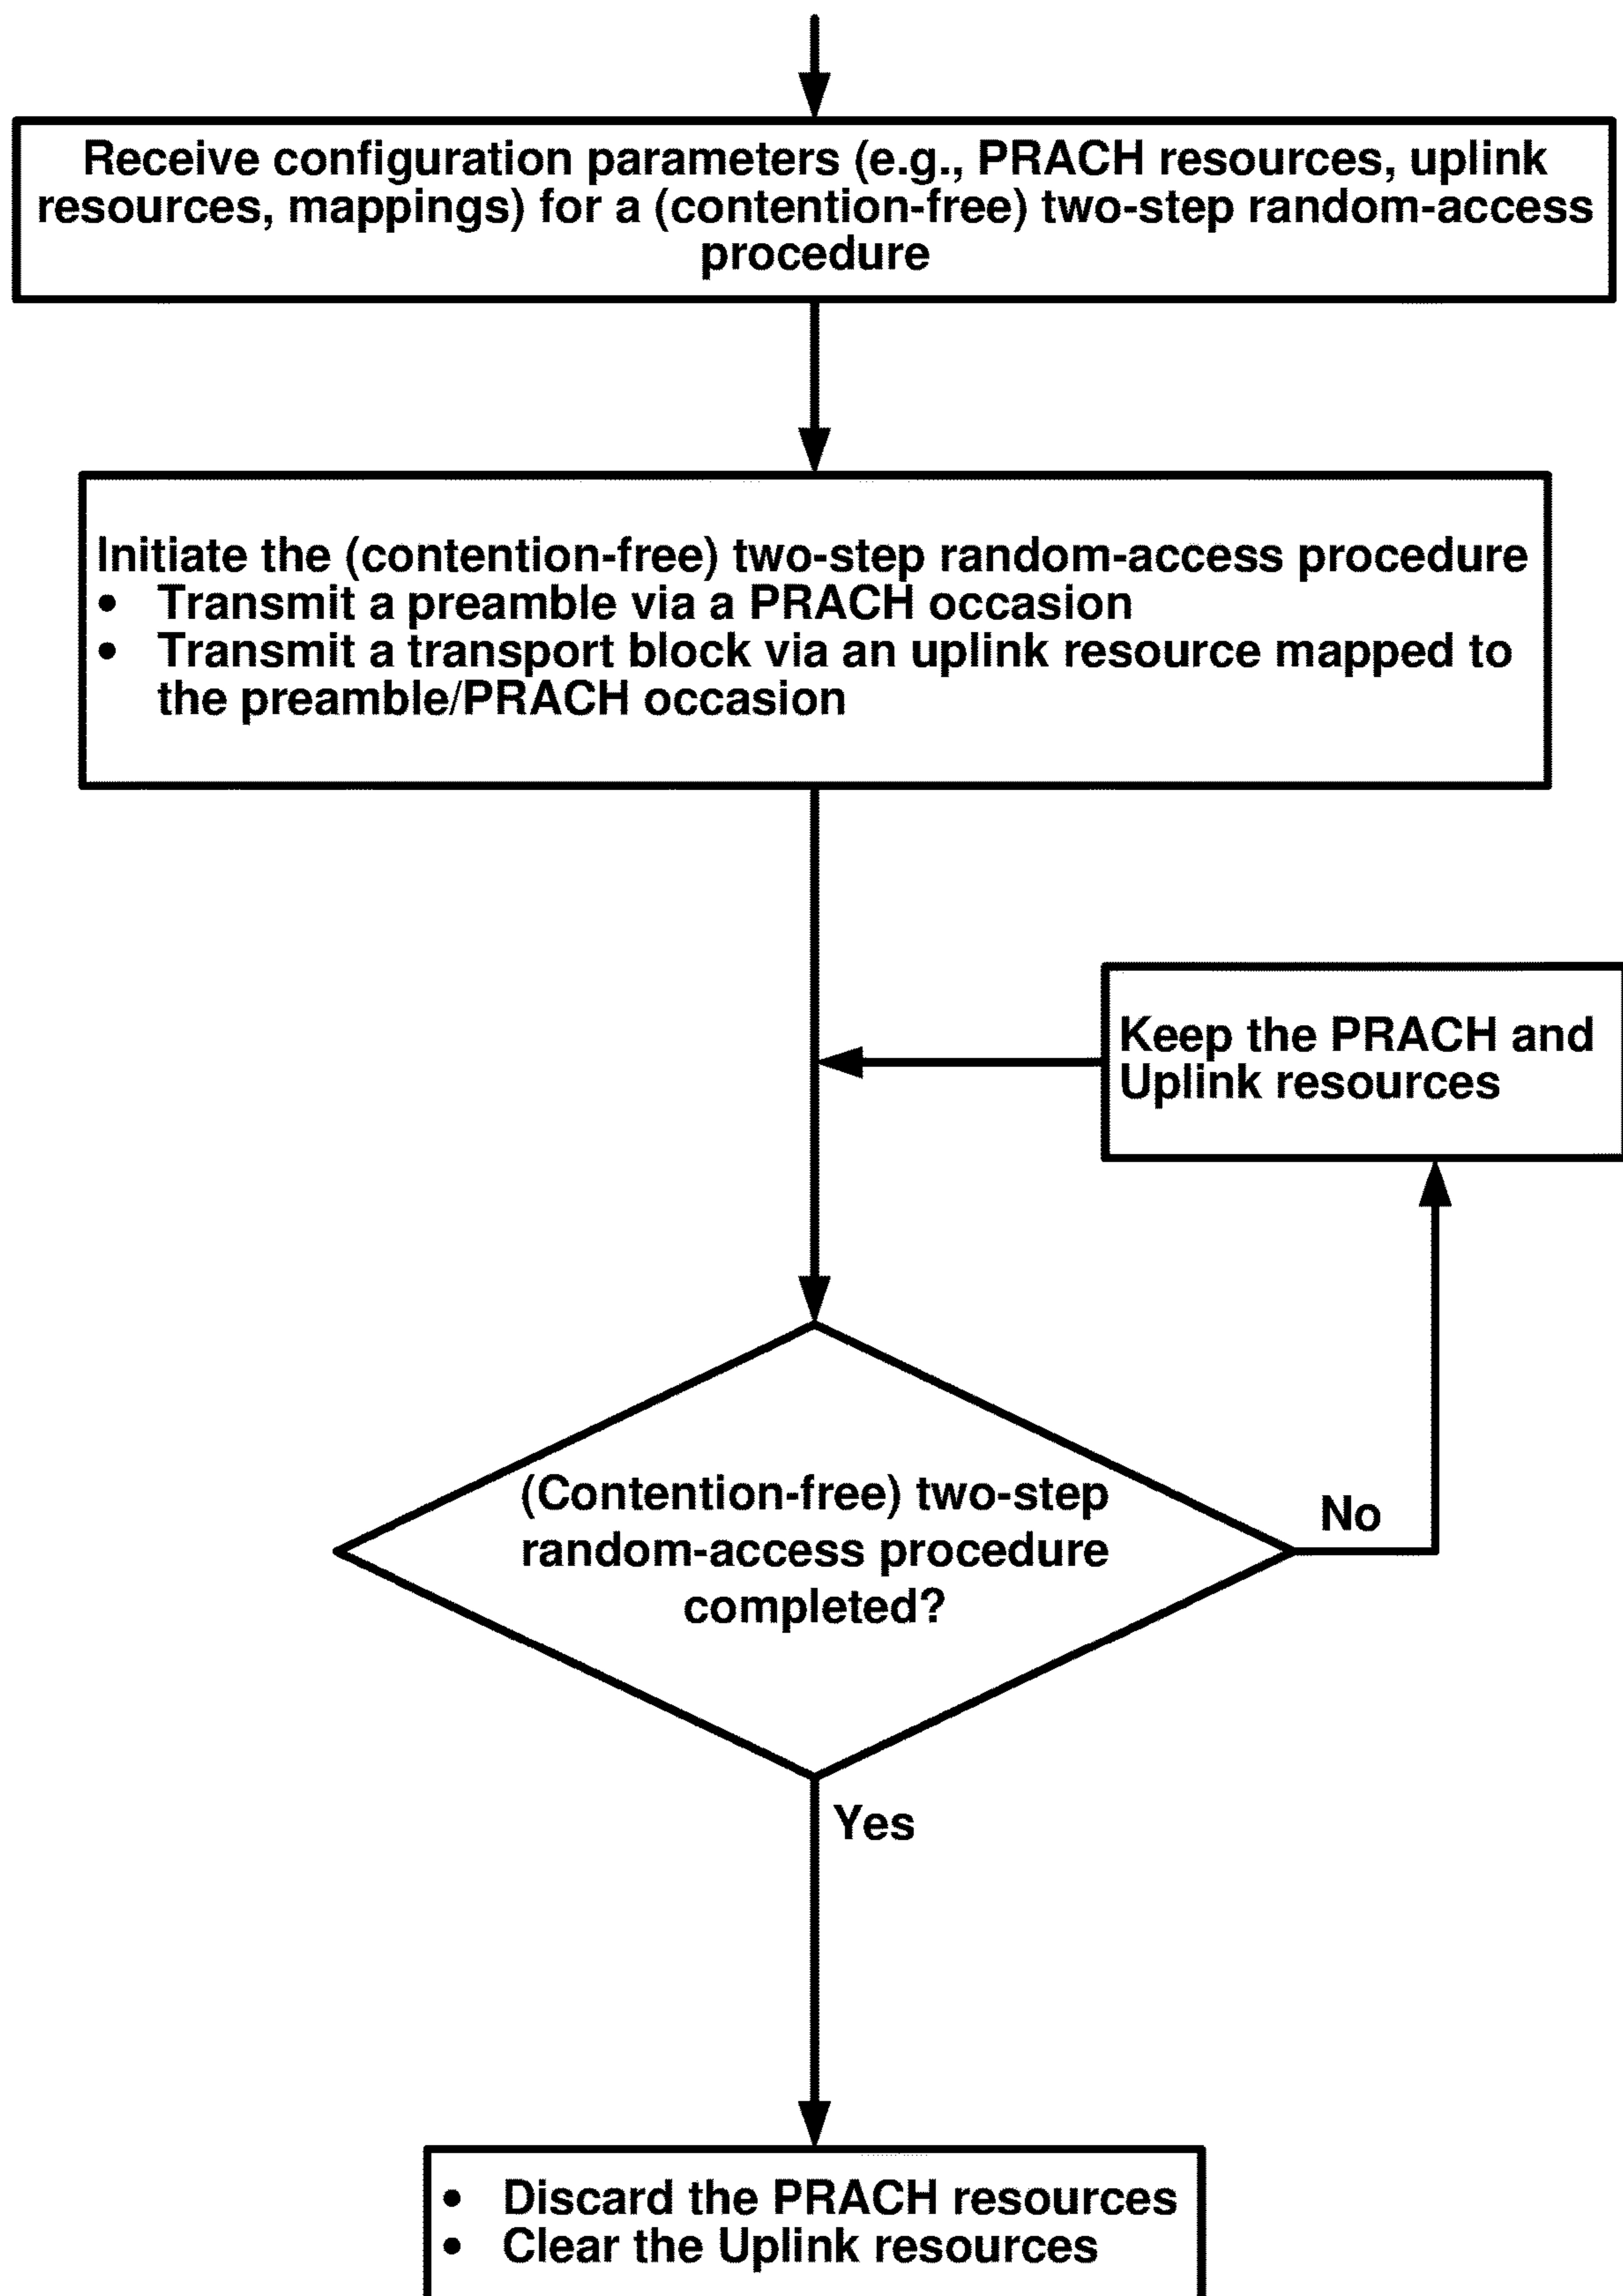 Receive configuration parameters (e.g., PRACH resources, uplink
resources, mappings) for a (contention-free) two-step random-access
procedure
Initiate the (contention-free) two-step random-access procedure
• Transmit a preamble via a PRACH occasion
• Transmit a transport block via an uplink resource mapped to
the preamble/PRACH occasion
Keep the PRACH and
Uplink resources
(Contention-free) two-step
random-access procedure
completed?
No
Yes
• Discard the PRACH resources
• Clear the Uplink resources